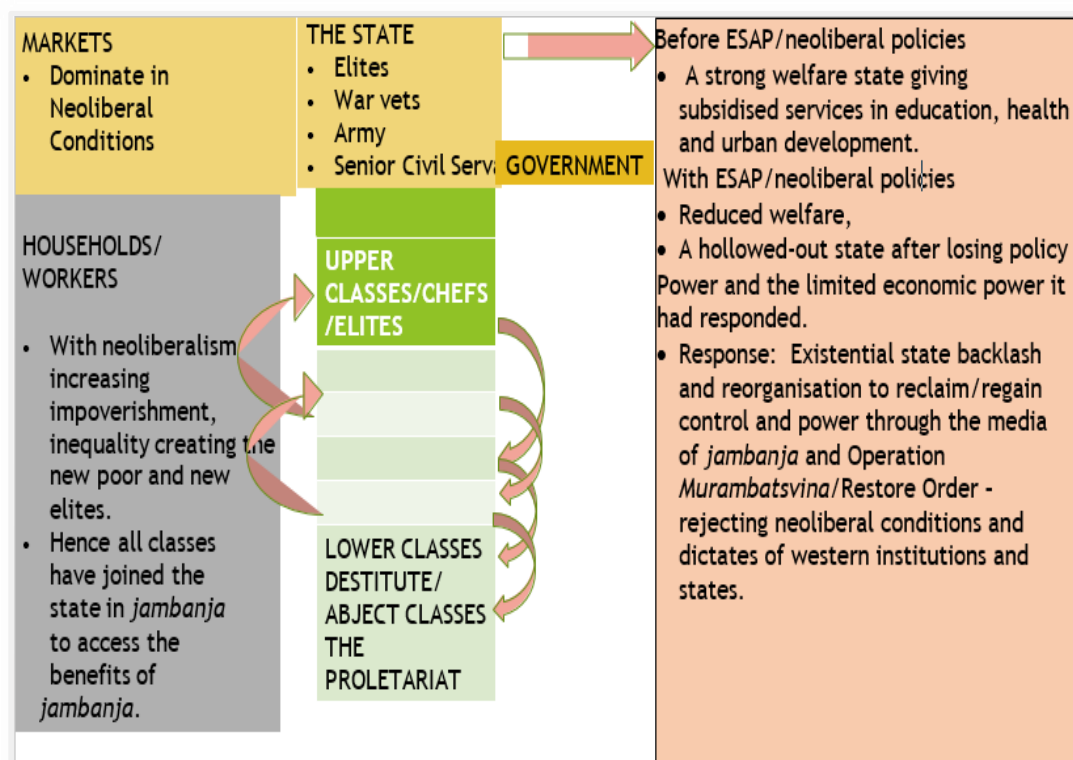 MARKETS
• Dominate in
Neoliberal
Conditions
THE STATE
• Elites
• War vets
• Army
• Senior Civil Serva
GOVERNMENT
HOUSEHOLDS/
WORKERS
• With neoliberalism
increasing
impoverishment,
inequality creating the
new poor and new
elites.
• Hence all classes
have joined the
state in jambanja
to access the
benefits of
jambanja.
UPPER
CLASSES/CHEFS
/ELITES
LOWER CLASSES
DESTITUTE/
ABJECT CLASSES
THE
PROLETARIAT
Before ESAP/neoliberal policies
• A strong welfare state giving
subsidised services in education, health
and urban development.
With ESAP/neoliberal policies
• Reduced welfare,
• A hollowed-out state after losing policy
Power and the limited economic power it
had responded.
• Response: Existential state backlash
and reorganisation to reclaim/regain
control and power through the media
of jambanja and Operation
Murambatsvina/Restore Order –
rejecting neoliberal conditions and
dictates of western institutions and
states.